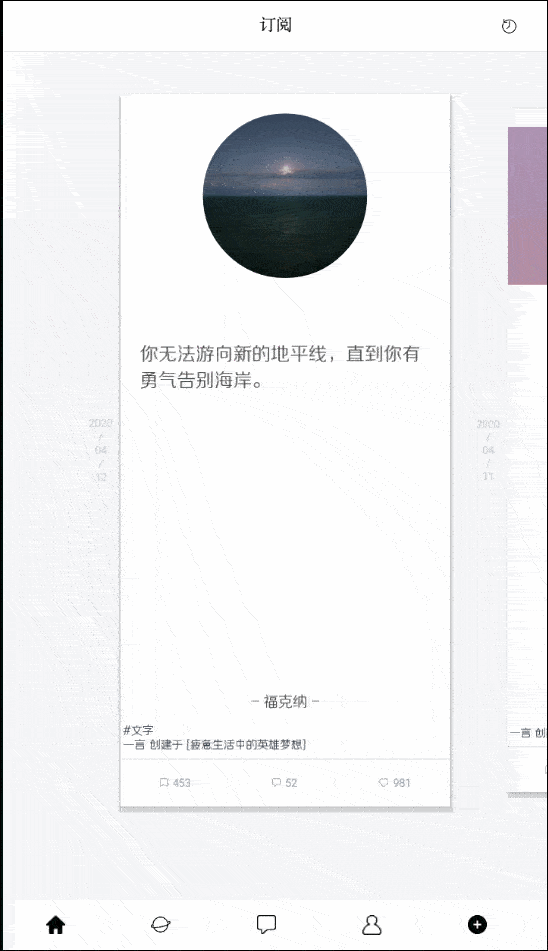 订阅
你无法游向新的地平线，直到你有
勇气告别海岸。
2020
/
04
/
12
2020
/
04
/
11
- 福克纳 -
#文字
一言 创建于 [疲惫生活中的英雄梦想]
453
52
981
一言 创